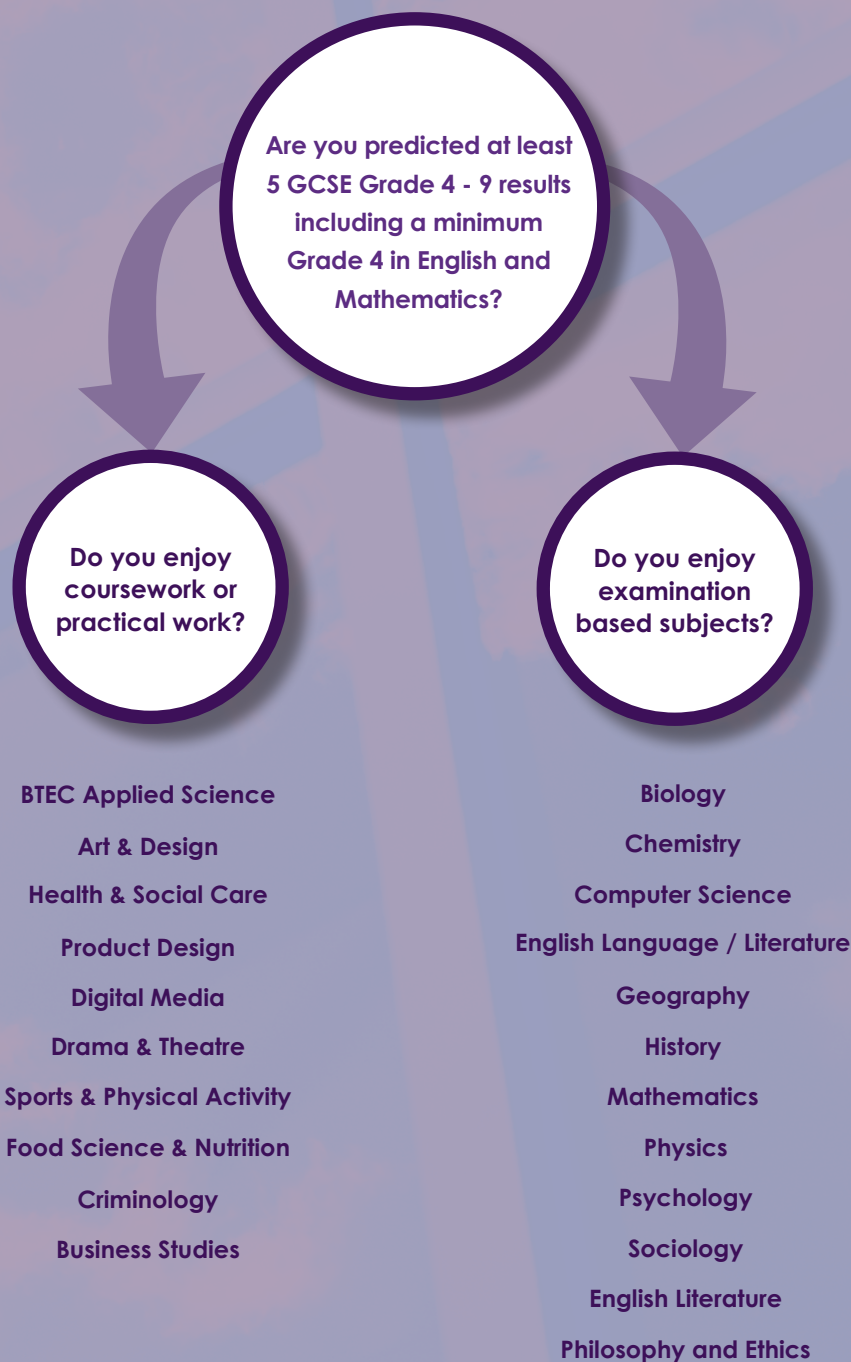 Are you predicted at least
5 GCSE Grade 4 - 9 results
including a minimum
Grade 4 in English and
Mathematics?
Do you enjoy
coursework or
practical work?
BTEC Applied Science
Art & Design
Health & Social Care
Product Design
Digital Media
Drama & Theatre
Sports & Physical Activity
Food Science & Nutrition
Criminology
Business Studies
Do you enjoy
examination
based subjects?
Biology
Chemistry
Computer Science
English Language / Literature
Geography
History
Mathematics
Physics
Psychology
Sociology
English Literature
Philosophy and Ethics